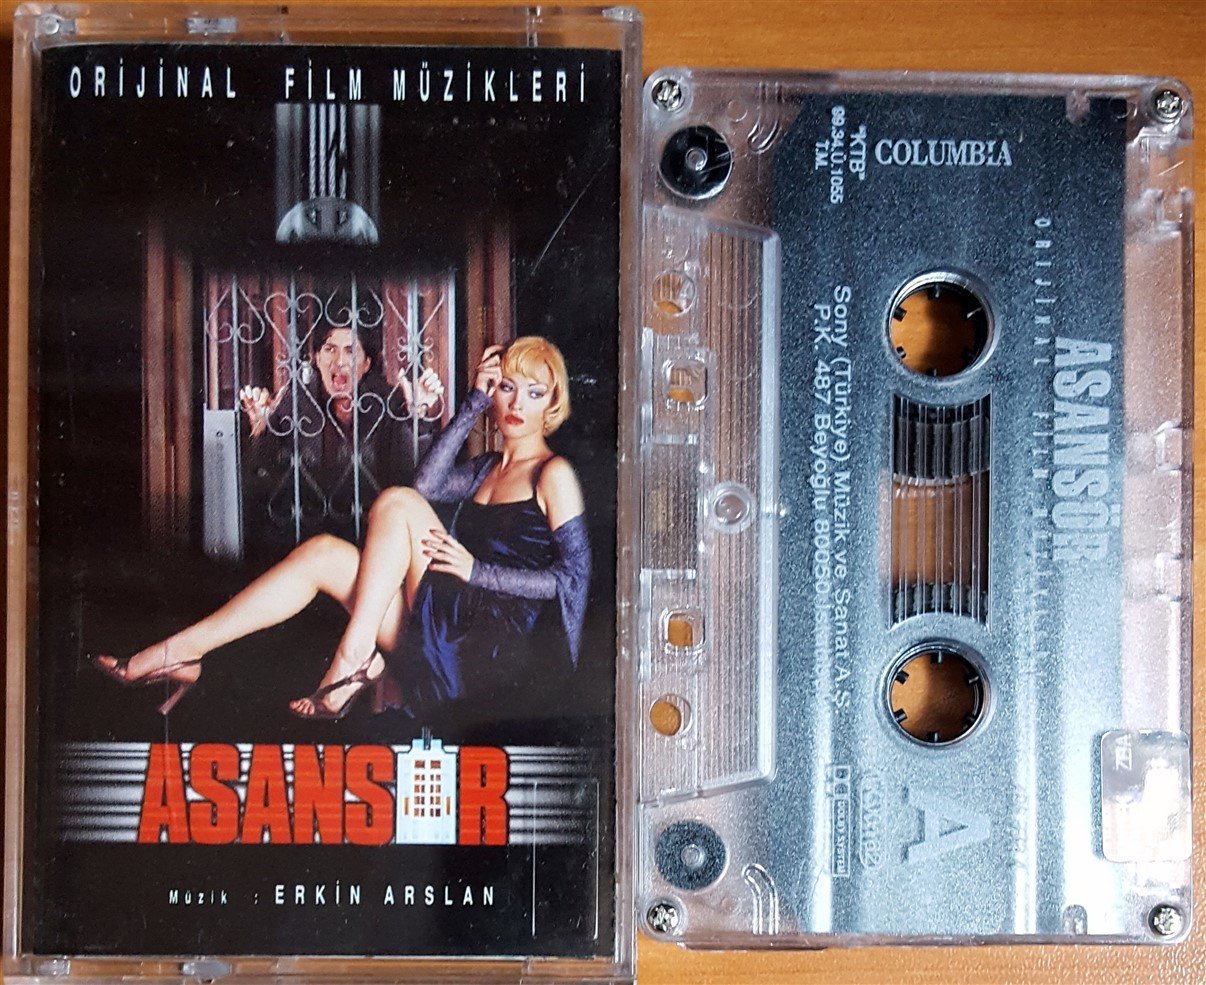 ORİJİNAL FİLM MÜZİKLERİ
ASANSÖR
Müzik : ERKİN ARSLAN
COLUMBIA
"KTB"
99.34.Ü.1055
T.M.
ASANSÖR
ORİJİNAL FİLM MÜZİKLERİ
Sony (Türkiye) Müzik ve Sanat A.Ş.
P.K. 487 Beyoğlu 80050
A